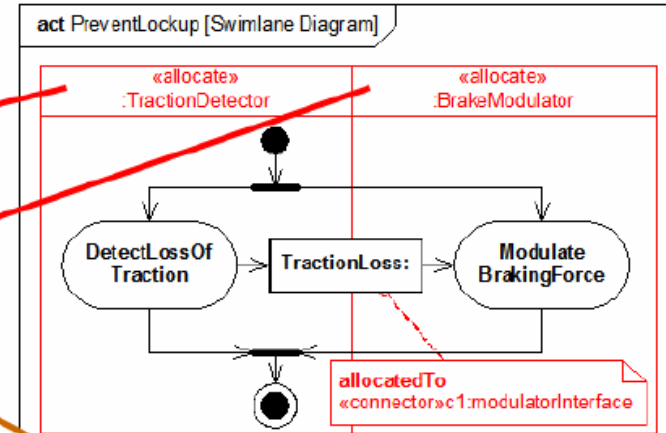 act PreventLockup [Swimlane Diagram]
«allocate»
:TractionDetector
«allocate»
:BrakeModulator
DetectLossOf
Traction
TractionLoss:
Modulate
BrakingForce
allocatedTo
«connector»c1:modulatorInterface